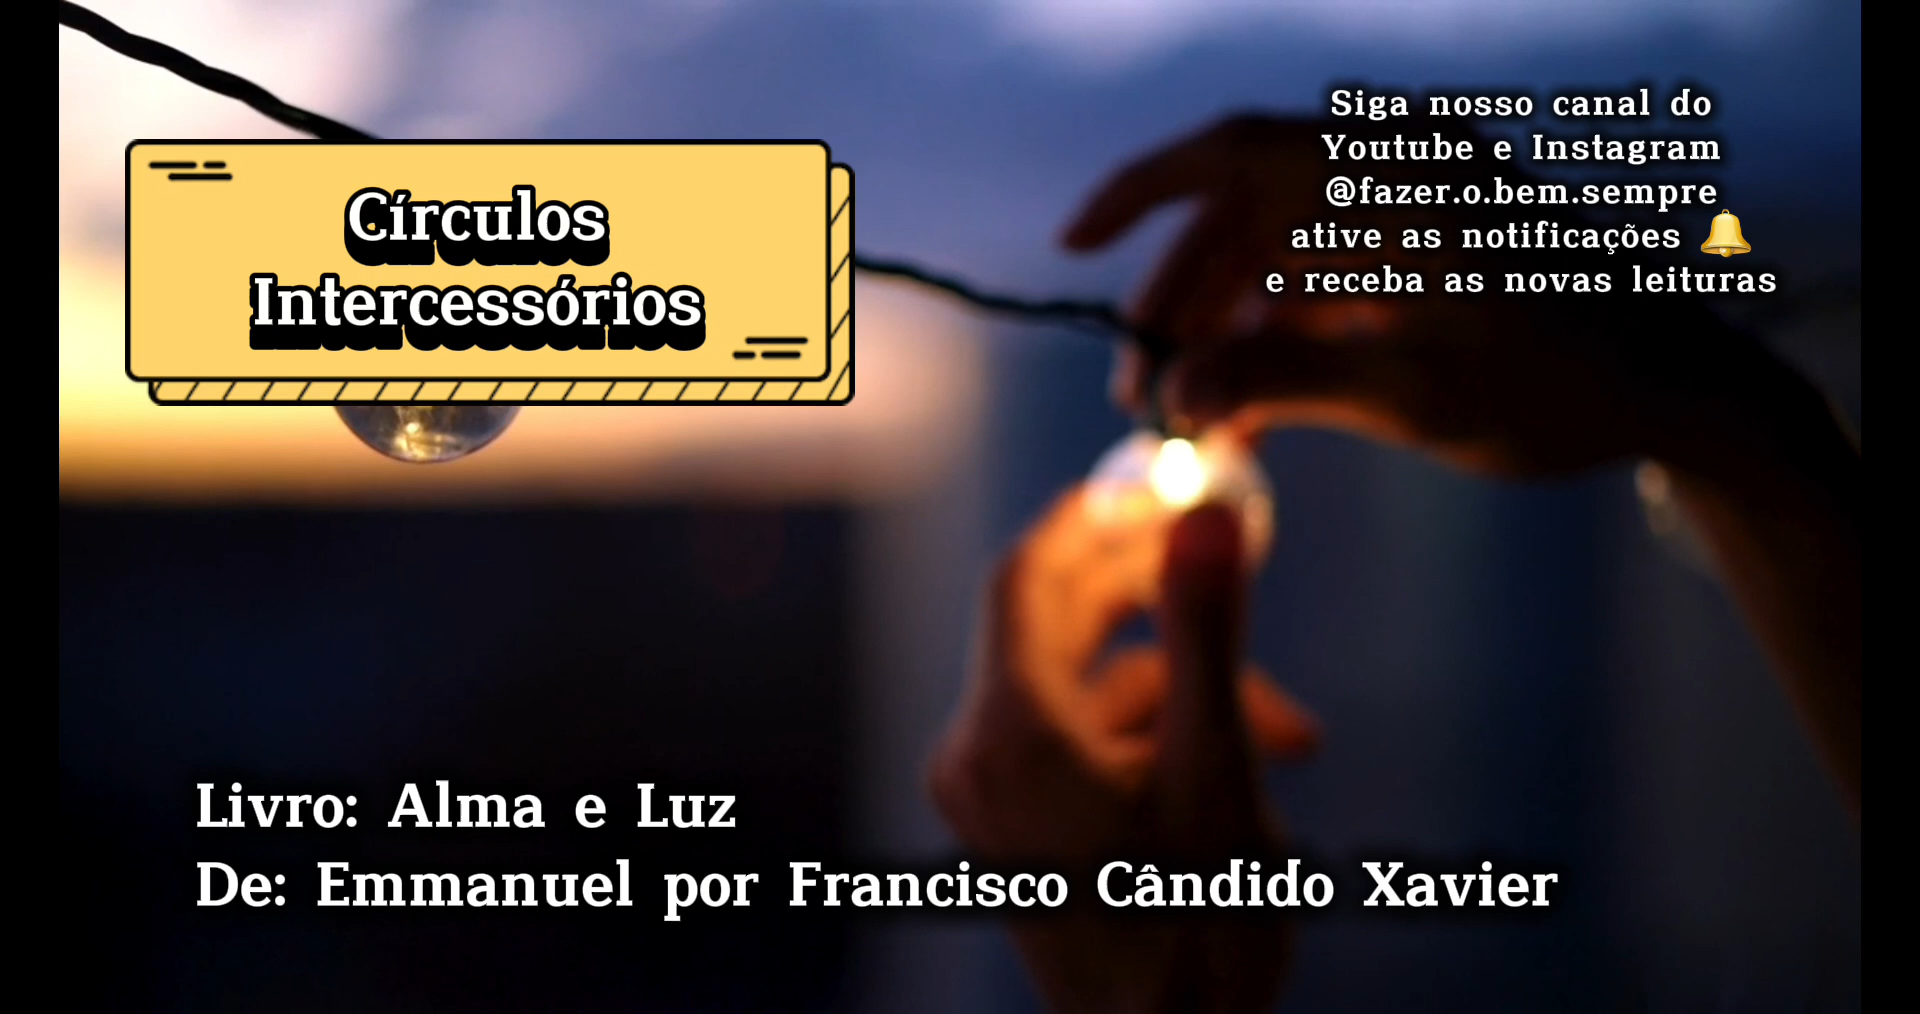 Círculos
Intercessórios
Siga nosso canal do
Youtube e Instagram
@fazer.o.bem.sempre
ative as notificações 🔔
e receba as novas leituras
Livro: Alma e Luz
De: Emmanuel por Francisco Cândido Xavier